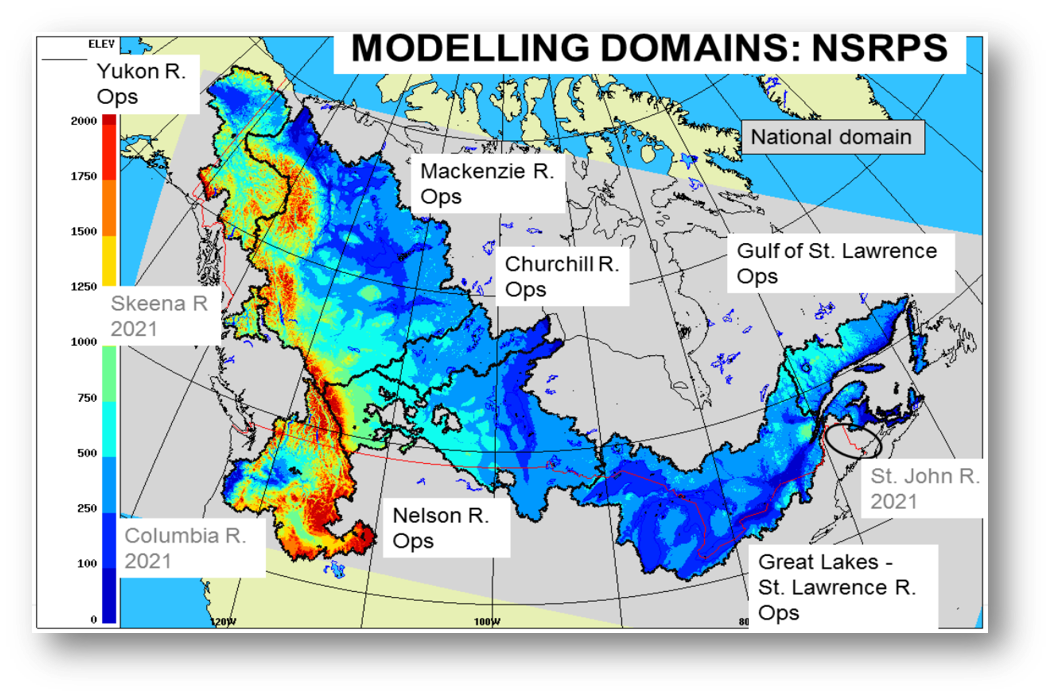 MODELLING DOMAINS: NSRPS
ELEV
Yukon R.
Ops
2000
1750
1500
1250
1000
750
500
250
100
0
National domain
Mackenzie R.
Ops
Gulf of St. Lawrence
Ops
Churchill R.
Ops
Skeena R
2021
St. John R.
2021
Nelson R.
Ops
Columbia R.
2021
Great Lakes -
St. Lawrence R.
Ops
120W
100W
80